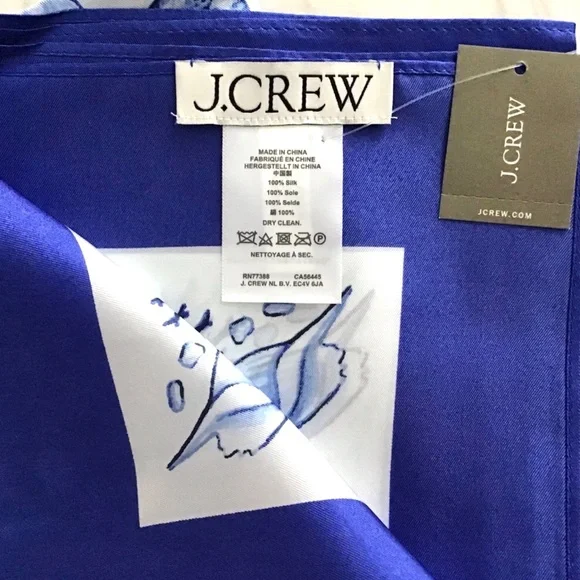 J.CREW
MADE IN CHINA
FABRIQUÉ EN CHINE
HERGESTELLT IN CHINA
中国製
100% Silk
100% Soie
100% Seide
絹 100%
DRY CLEAN.
P
NETTOYAGE À SEC.
RN77388 CA56445
J. CREW NL B.V. EC4V 6JA
J.CREW
JCREW.COM